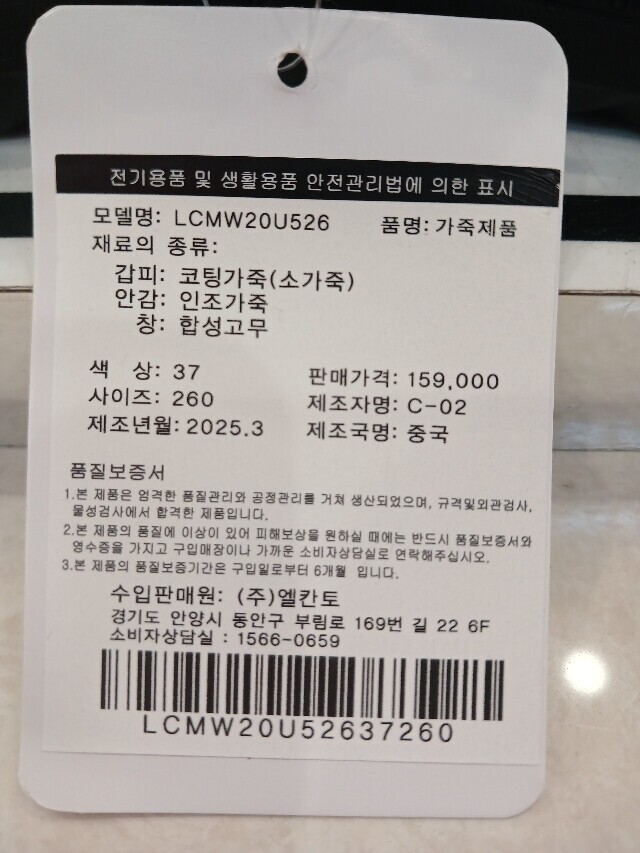 전기용품 및 생활용품 안전관리법에 의한 표시
모델명: LCMW20U526 품명: 가죽제품
재료의 종류:
갑피: 코팅가죽(소가죽)
안감: 인조가죽
창: 합성고무
색 상: 37 판매가격: 159,000
사이즈: 260 제조자명: C-02
제조년월: 2025.3 제조국명: 중국
품질보증서
1.본 제품은 엄격한 품질관리와 공정관리를 거쳐 생산되었으며, 규격및외관검사,
물성검사에서 합격한 제품입니다.
2.본 제품의 품질에 이상이 있어 피해보상을 원하실 때에는 반드시 품질보증서와
영수증을 가지고 구입매장이나 가까운 소비자상담실로 연락해주십시오.
3.본 제품의 품질보증기간은 구입일로부터 6개월 입니다.
수입판매원: (주)엘칸토
경기도 안양시 동안구 부림로 169번 길 22 6F
소비자상담실 : 1566-0659
LCMW20U52637260